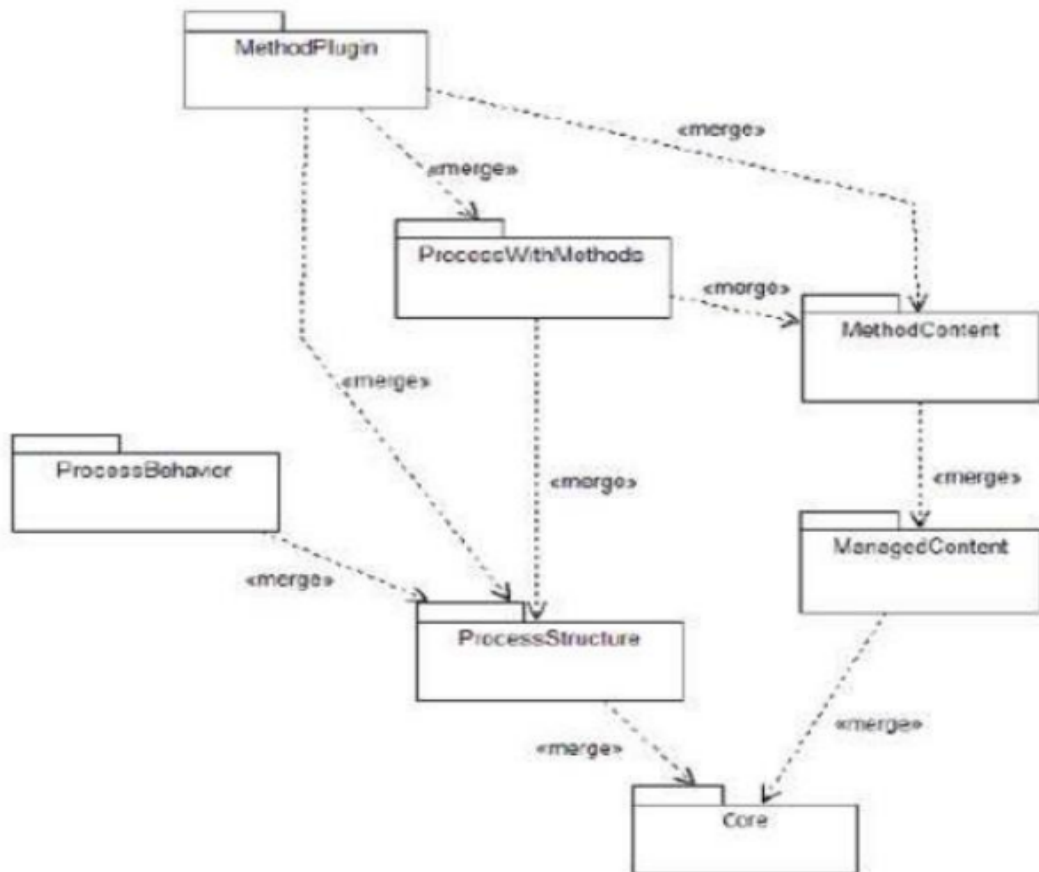 MethodPlugin
«merge»
«merge»
ProcessWithMethods
«merge»
MethodContent
«merge»
ProcessBehavior
«merge»
«merge»
ManagedContent
«merge»
ProcessStructure
«merge»
«merge»
Core